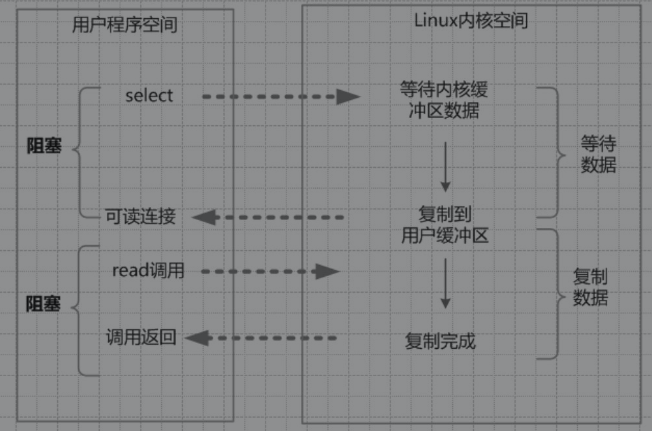 用户程序空间
Linux内核空间
select
等待内核缓
冲区数据
阻塞
等待
数据
可读连接
复制到
用户缓冲区
read调用
复制
数据
阻塞
调用返回
复制完成